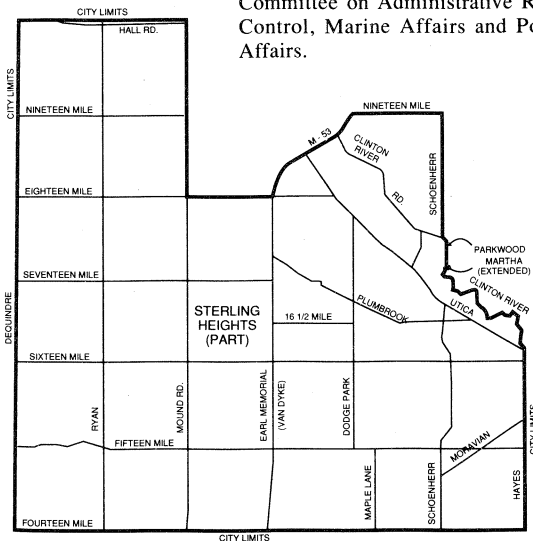 Committee on Administrative R
Control, Marine Affairs and Po
Affairs.
CITY LIMITS
HALL RD.
CITY LIMITS
NINETEEN MILE
NINETEEN MILE
M - 53
CLINTON
RIVER
RD.
SCHOENHERR
EIGHTEEN MILE
PARKWOOD
MARTHA
(EXTENDED)
SEVENTEEN MILE
CLINTON RIVER
DEQUINDRE
STERLING
HEIGHTS
(PART)
16 1/2 MILE
PLUMBROOK
UTICA
SIXTEEN MILE
RYAN
MOUND RD.
EARL MEMORIAL
(VAN DYKE)
DODGE PARK
CITY LIMITS
FIFTEEN MILE
MORAVIAN
MAPLE LANE
SCHOENHERR
HAYES
FOURTEEN MILE
CITY LIMITS